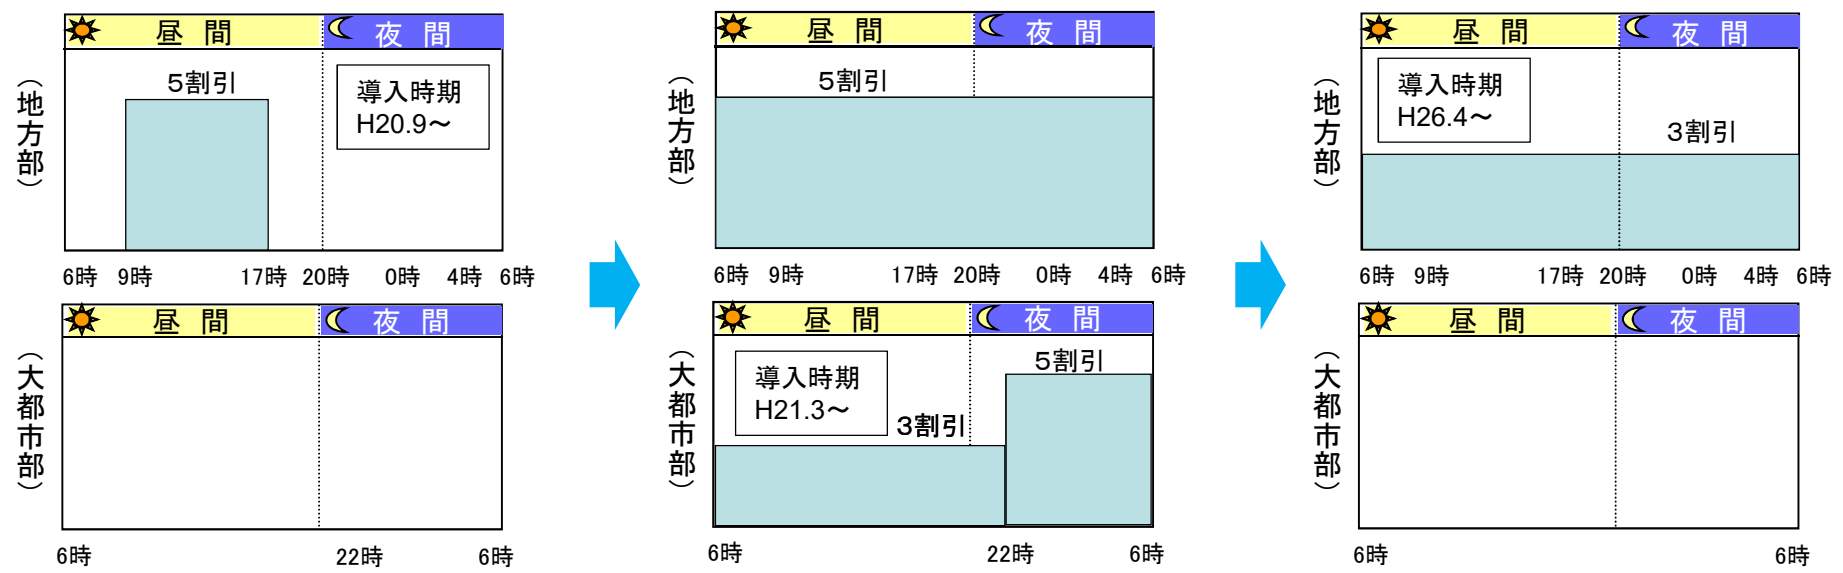 昼 間
夜 間
(地方部)
5割引
導入時期
H20.9～
6時 9時 17時 20時 0時 4時 6時
昼 間
夜 間
(大都市部)
6時 22時 6時
昼 間
夜 間
(地方部)
5割引
6時 9時 17時 20時 0時 4時 6時
昼 間
夜 間
(大都市部)
導入時期
H21.3～
3割引
5割引
6時 22時 6時
昼 間
夜 間
(地方部)
導入時期
H26.4～
3割引
6時 9時 17時 20時 0時 4時 6時
昼 間
夜 間
(大都市部)
6時 6時